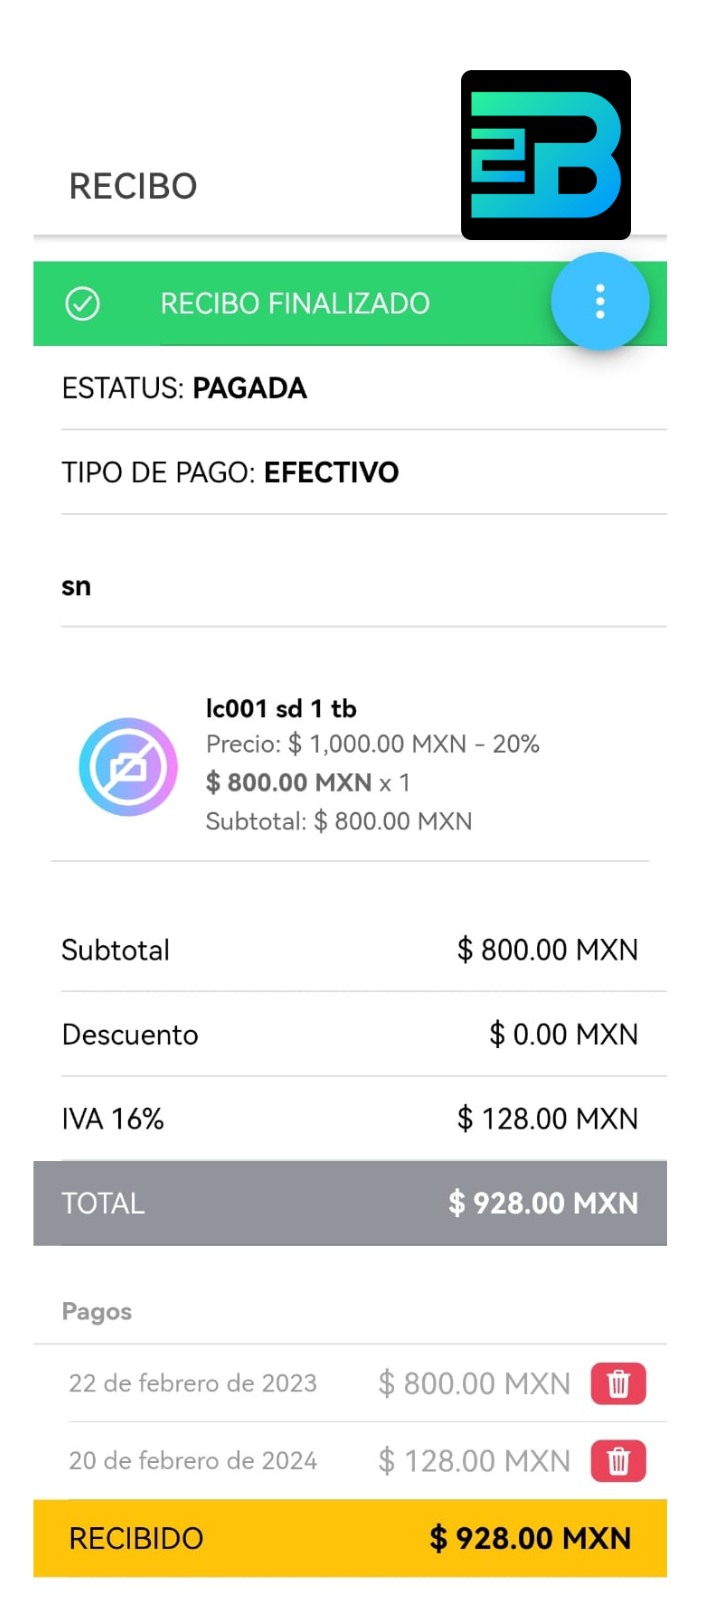 2B
RECIBO
RECIBO FINALIZADO
ESTATUS: PAGADA
TIPO DE PAGO: EFECTIVO
sn
lc001 sd 1 tb
Precio: $ 1,000.00 MXN - 20%
$ 800.00 MXN x 1
Subtotal: $ 800.00 MXN
Subtotal $ 800.00 MXN
Descuento $ 0.00 MXN
IVA 16% $ 128.00 MXN
TOTAL $ 928.00 MXN
Pagos
22 de febrero de 2023 $ 800.00 MXN
20 de febrero de 2024 $ 128.00 MXN
RECIBIDO $ 928.00 MXN